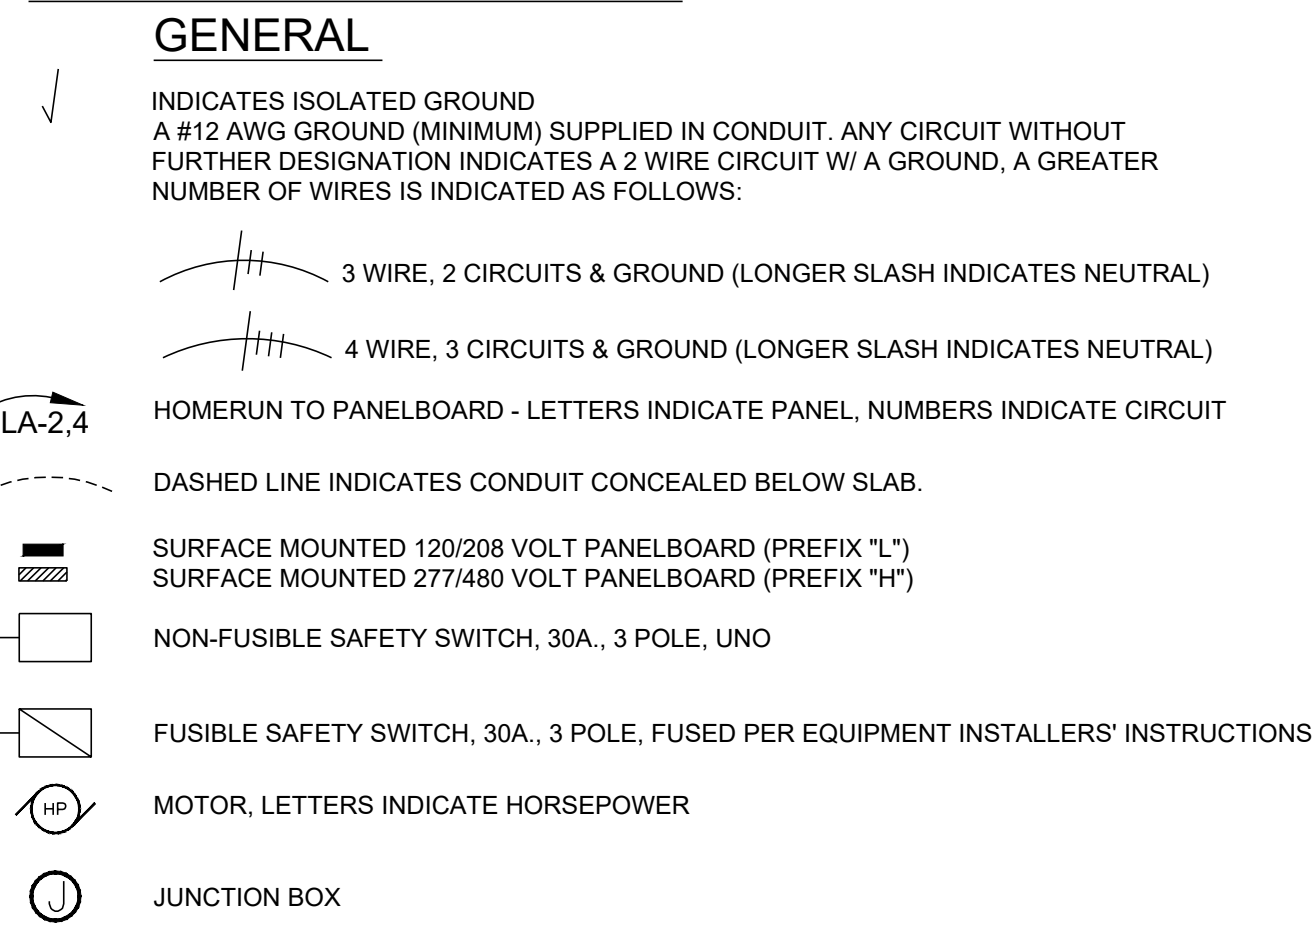 GENERAL
INDICATES ISOLATED GROUND
A #12 AWG GROUND (MINIMUM) SUPPLIED IN CONDUIT. ANY CIRCUIT WITHOUT
FURTHER DESIGNATION INDICATES A 2 WIRE CIRCUIT W/ A GROUND, A GREATER
NUMBER OF WIRES IS INDICATED AS FOLLOWS:
3 WIRE, 2 CIRCUITS & GROUND (LONGER SLASH INDICATES NEUTRAL)
4 WIRE, 3 CIRCUITS & GROUND (LONGER SLASH INDICATES NEUTRAL)
LA-2,4 HOMERUN TO PANELBOARD - LETTERS INDICATE PANEL, NUMBERS INDICATE CIRCUIT
DASHED LINE INDICATES CONDUIT CONCEALED BELOW SLAB.
SURFACE MOUNTED 120/208 VOLT PANELBOARD (PREFIX "L")
SURFACE MOUNTED 277/480 VOLT PANELBOARD (PREFIX "H")
NON-FUSIBLE SAFETY SWITCH, 30A., 3 POLE, UNO
FUSIBLE SAFETY SWITCH, 30A., 3 POLE, FUSED PER EQUIPMENT INSTALLERS' INSTRUCTIONS
HP MOTOR, LETTERS INDICATE HORSEPOWER
J JUNCTION BOX